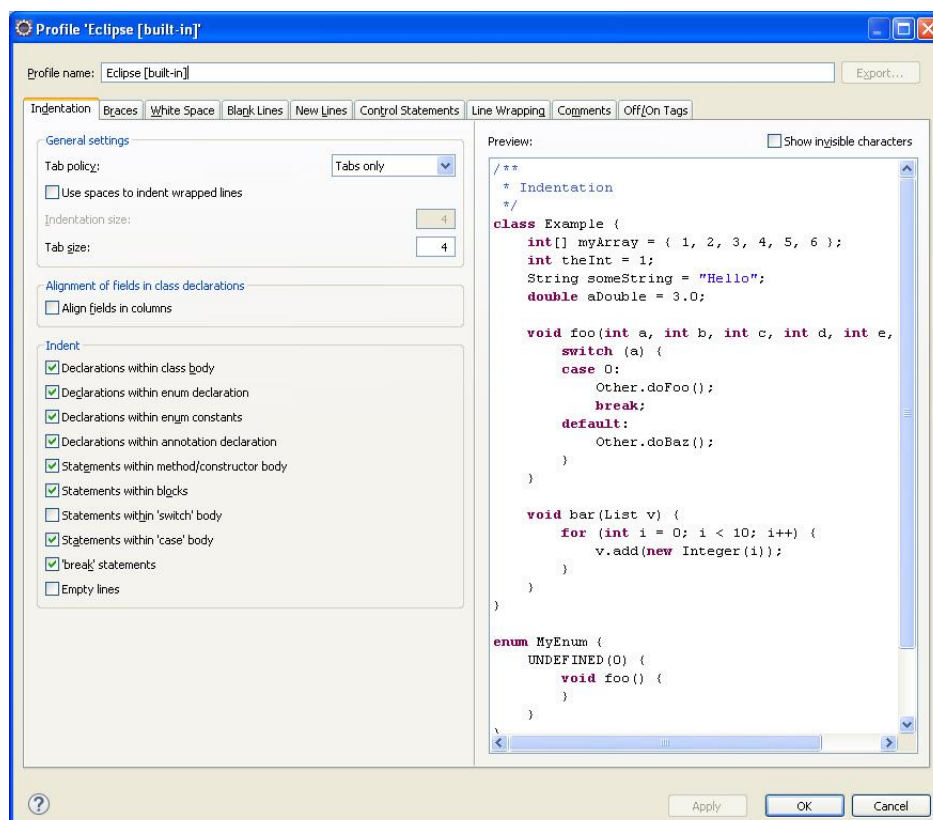 Profile 'Eclipse [built-in]'
Profile name: Eclipse [built-in] Export...
Indentation Braces White Space Blank Lines New Lines Control Statements Line Wrapping Comments Off/On Tags
General settings
Tab policy: Tabs only
Use spaces to indent wrapped lines
Indentation size: 4
Tab size: 4
Alignment of fields in class declarations
Align fields in columns
Indent
Declarations within class body
Declarations within enum declaration
Declarations within enum constants
Declarations within annotation declaration
Statements within method/constructor body
Statements within blocks
Statements within 'switch' body
Statements within 'case' body
'break' statements
Empty lines
Preview: Show invisible characters
/**
 * Indentation
 */
class Example {
    int[] myArray = { 1, 2, 3, 4, 5, 6 };
    int theInt = 1;
    String someString = "Hello";
    double aDouble = 3.0;
    void foo(int a, int b, int c, int d, int e,
        switch (a) {
        case 0:
            Other.doFoo();
            break;
        default:
            Other.doBaz();
        }
    }
    void bar(List v) {
        for (int i = 0; i < 10; i++) {
            v.add(new Integer(i));
        }
    }
}
enum MyEnum {
    UNDEFINED(0) {
        void foo() {
        }
    }
? Apply OK Cancel